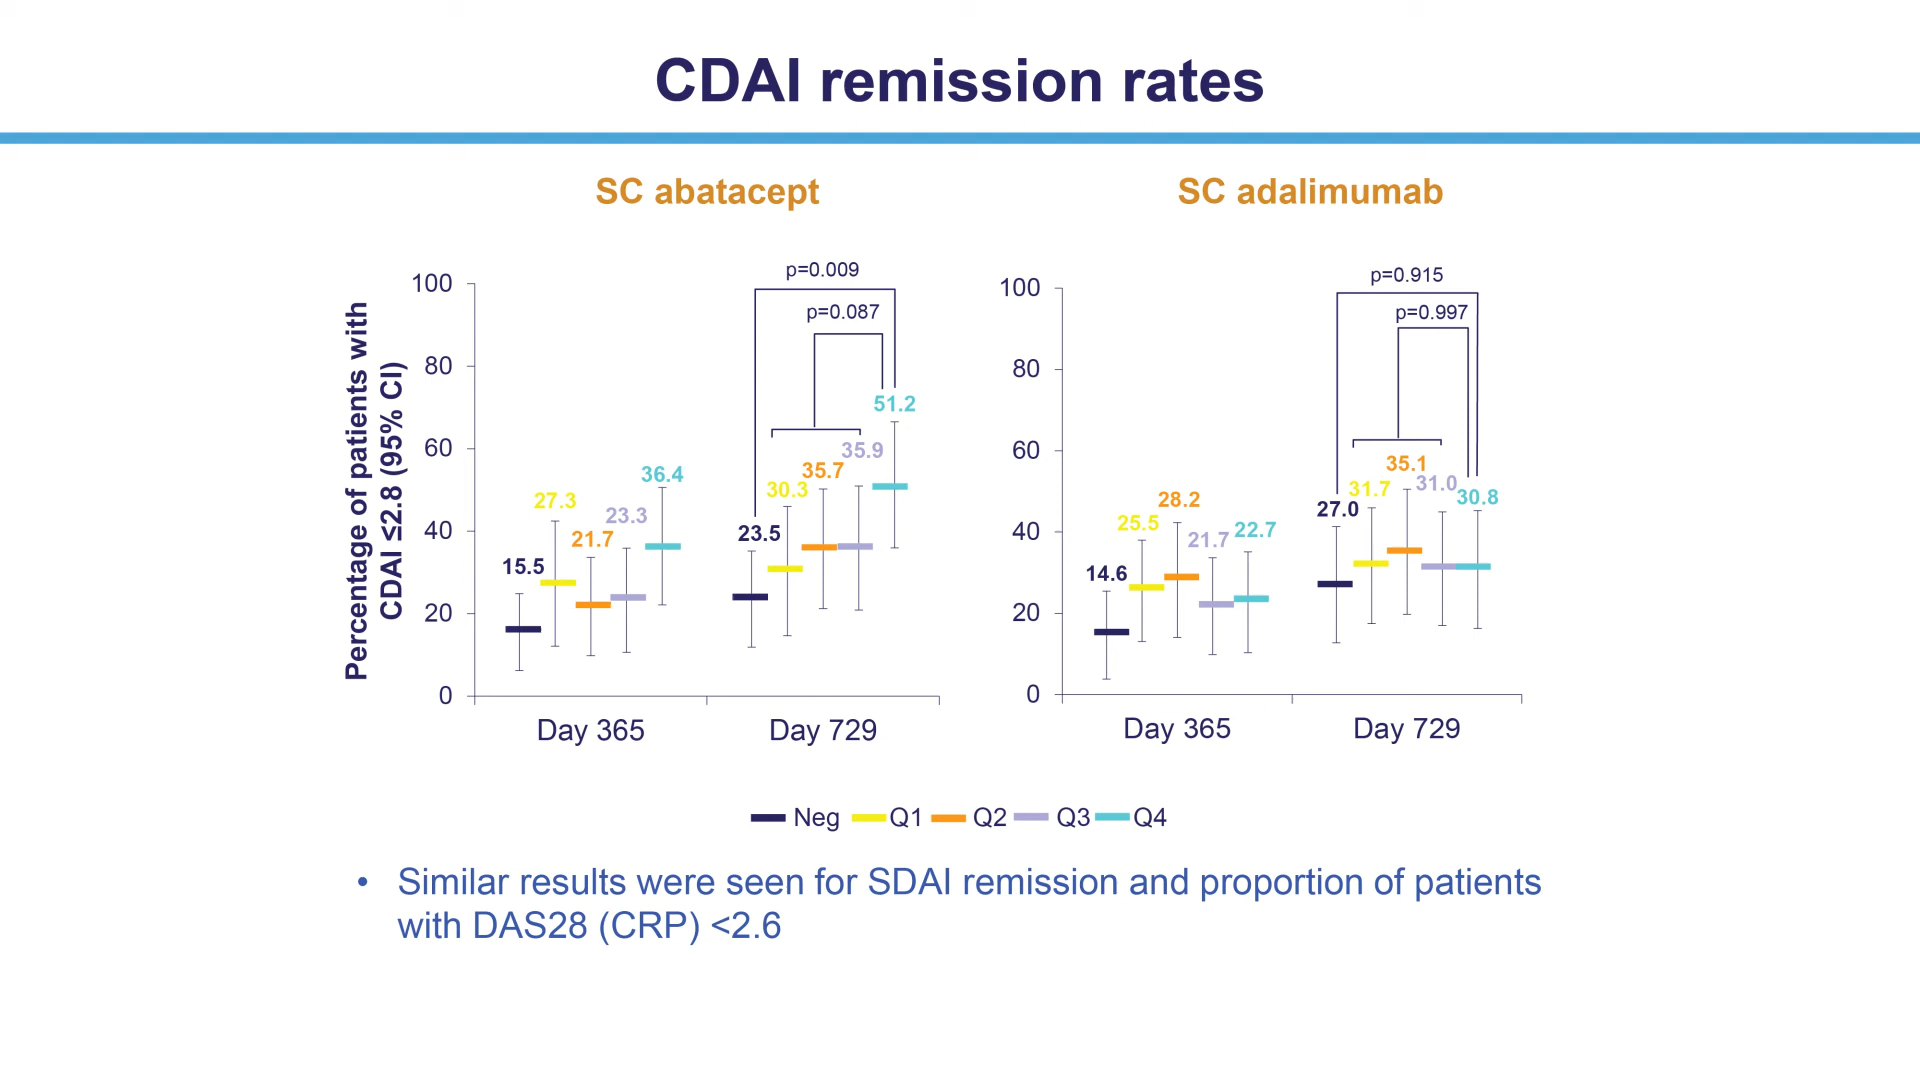 CDAI remission rates
SC abatacept
Percentage of patients with
CDAI ≤2.8 (95% CI)
100
80
60
40
20
0
15.5
27.3
21.7
23.3
36.4
p=0.009
p=0.087
23.5
30.3
35.7
35.9
51.2
Day 365
Day 729
SC adalimumab
100
80
60
40
20
0
14.6
25.5
28.2
21.7
22.7
p=0.915
p=0.997
27.0
31.7
35.1
31.0
30.8
Day 365
Day 729
Neg Q1 Q2 Q3 Q4
• Similar results were seen for SDAI remission and proportion of patients
with DAS28 (CRP) <2.6